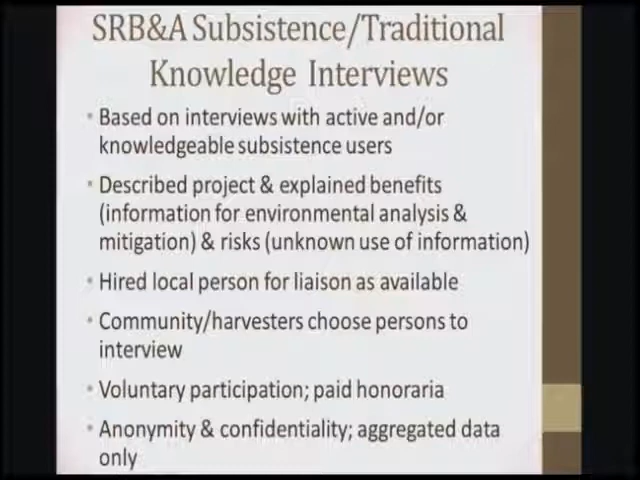 SRB&A Subsistence/Traditional
Knowledge Interviews
• Based on interviews with active and/or
knowledgeable subsistence users
• Described project & explained benefits
(information for environmental analysis &
mitigation) & risks (unknown use of information)
• Hired local person for liaison as available
• Community/harvesters choose persons to
interview
• Voluntary participation; paid honoraria
• Anonymity & confidentiality; aggregated data
only